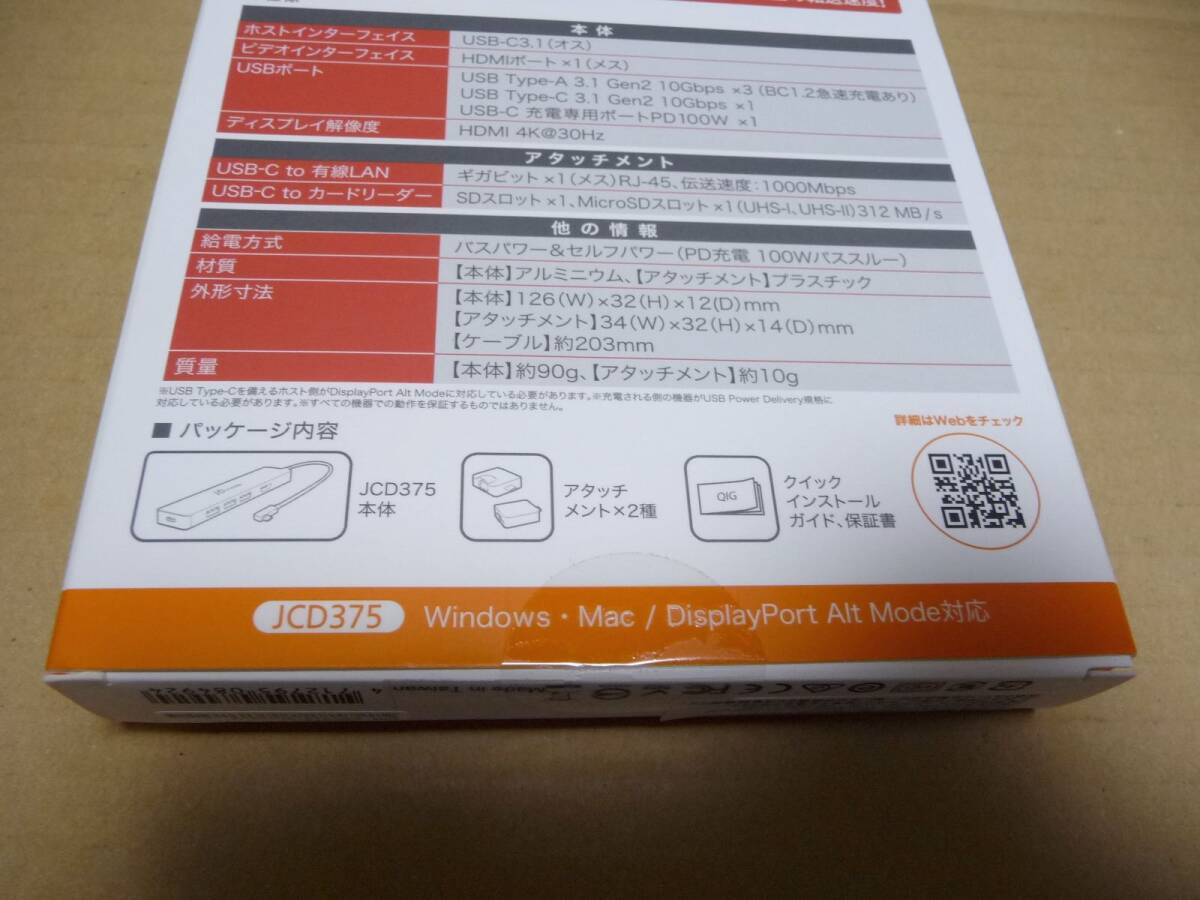 本体
ホストインターフェイス USB-C3.1(オス)
ビデオインターフェイス HDMIポート ×1(メス)
USBポート USB Type-A 3.1 Gen2 10Gbps ×3(BC1.2急速充電あり)
USB Type-C 3.1 Gen2 10Gbps ×1
USB-C 充電専用ポートPD100W ×1
ディスプレイ解像度 HDMI 4K@30Hz
アタッチメント
USB-C to 有線LAN ギガビット×1(メス)RJ-45、伝送速度:1000Mbps
USB-C to カードリーダー SDスロット×1、MicroSDスロット×1(UHS-I、UHS-II)312 MB/s
他の情報
給電方式 バスパワー&セルフパワー(PD充電 100Wパススルー)
材質 【本体】アルミニウム、【アタッチメント】プラスチック
外形寸法 【本体】126(W)×32(H)×12(D)mm
【アタッチメント】34(W)×32(H)×14(D)mm
【ケーブル】約203mm
質量 【本体】約90g、【アタッチメント】約10g
※USB Type-Cを備えるホスト側がDisplayPort Alt Modeに対応している必要があります。※充電される側の機器がUSB Power Delivery規格に
対応している必要があります。※すべての機器での動作を保証するものではありません。
■ パッケージ内容
詳細はWebをチェック
JCD375
本体
アタッチ
メント×2種
QIG
クイック
インストール
ガイド、保証書
JCD375 Windows・Mac / DisplayPort Alt Mode対応
Made in Taiwan